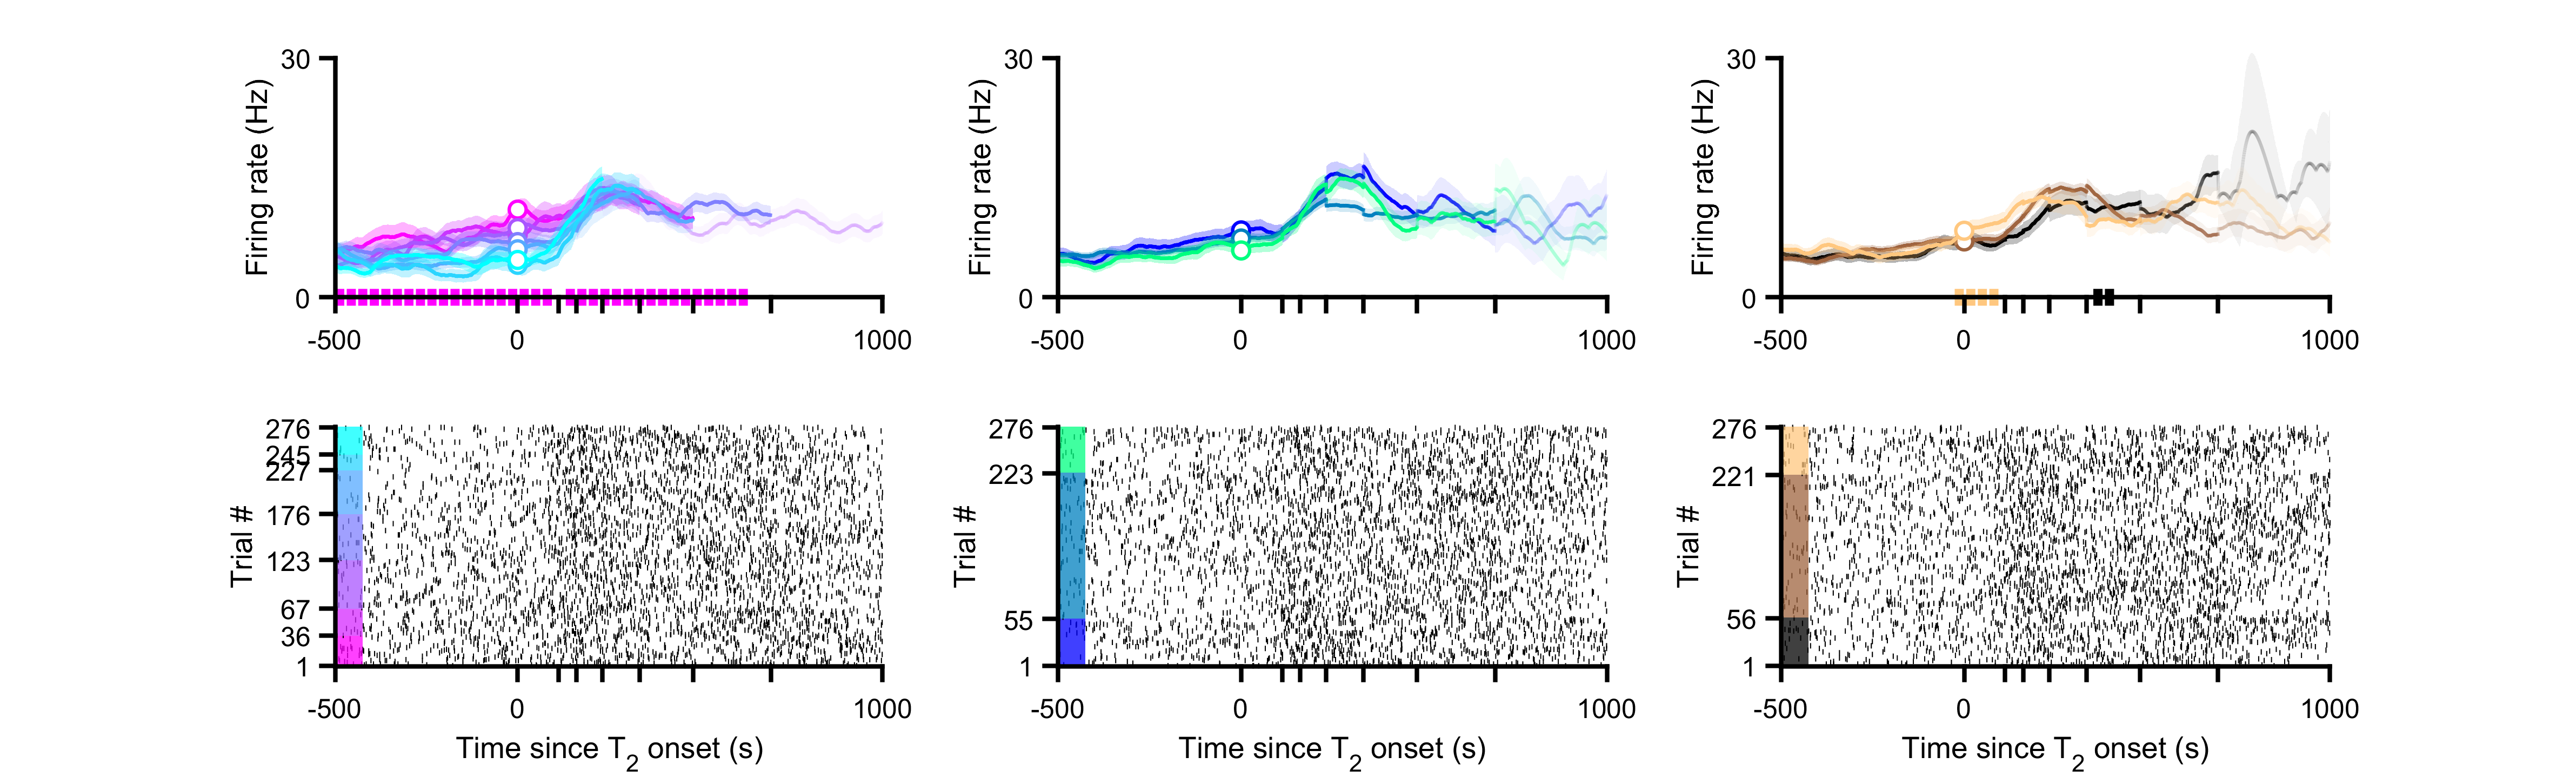 30
Firing rate (Hz)
0
-500 0 1000
30
Firing rate (Hz)
0
-500 0 1000
30
Firing rate (Hz)
0
-500 0 1000
276
245
227
176
123
67
36
1
Trial #
-500 0 1000
Time since T2 onset (s)
276
223
55
1
Trial #
-500 0 1000
Time since T2 onset (s)
276
221
56
1
Trial #
-500 0 1000
Time since T2 onset (s)